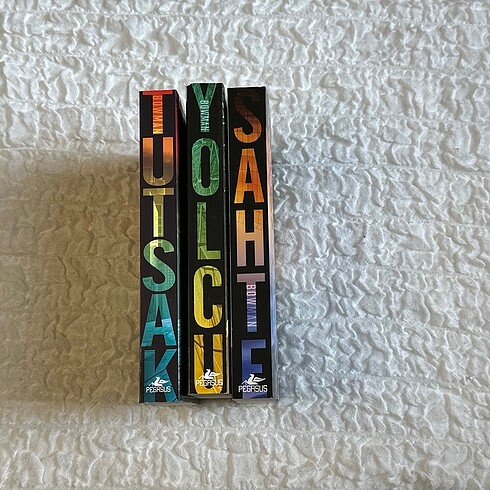 TUTSAK
BOWMAN
PEGASUS
YOLCU
BOWMAN
PEGASUS
SAHTE
BOWMAN
PEGASUS